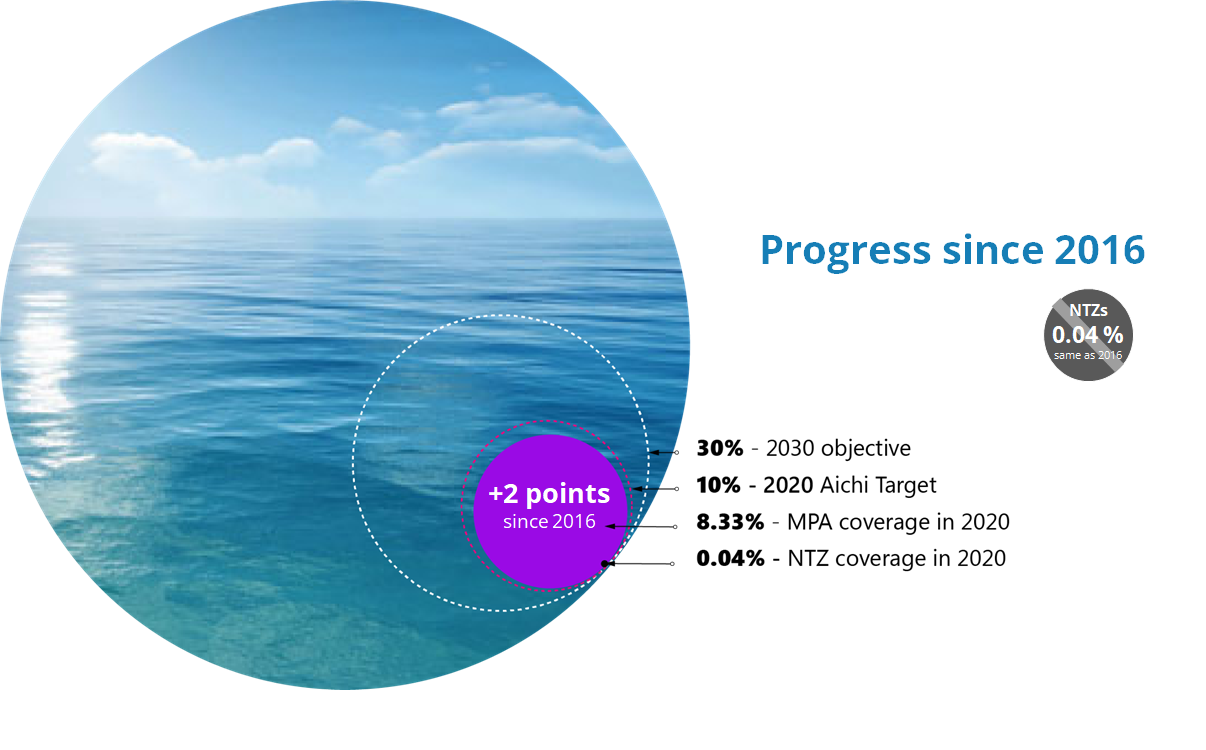 Progress since 2016
NTZs
0.04 %
same as 2016
30% - 2030 objective
10% - 2020 Aichi Target
+2 points
since 2016
8.33% - MPA coverage in 2020
0.04% - NTZ coverage in 2020